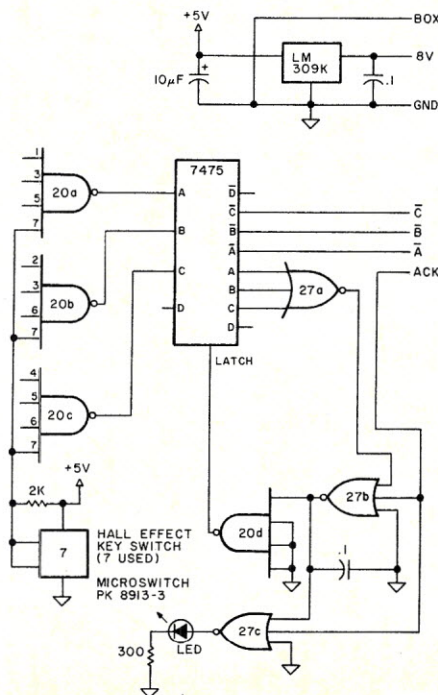 +5V
BOX
LM
309K
8V
10µF
+
.1
GND
7475
1
3
5
7
20a
A
D̅
C̅
C̅
2
3
6
7
20b
B
B̅
B̅
A̅
A̅
A
ACK
C
B
27a
C
D
D
LATCH
4
5
6
7
20c
+5V
2K
7
HALL EFFECT
KEY SWITCH
(7 USED)
MICROSWITCH
PK 8913-3
20d
27b
.1
27c
300
LED